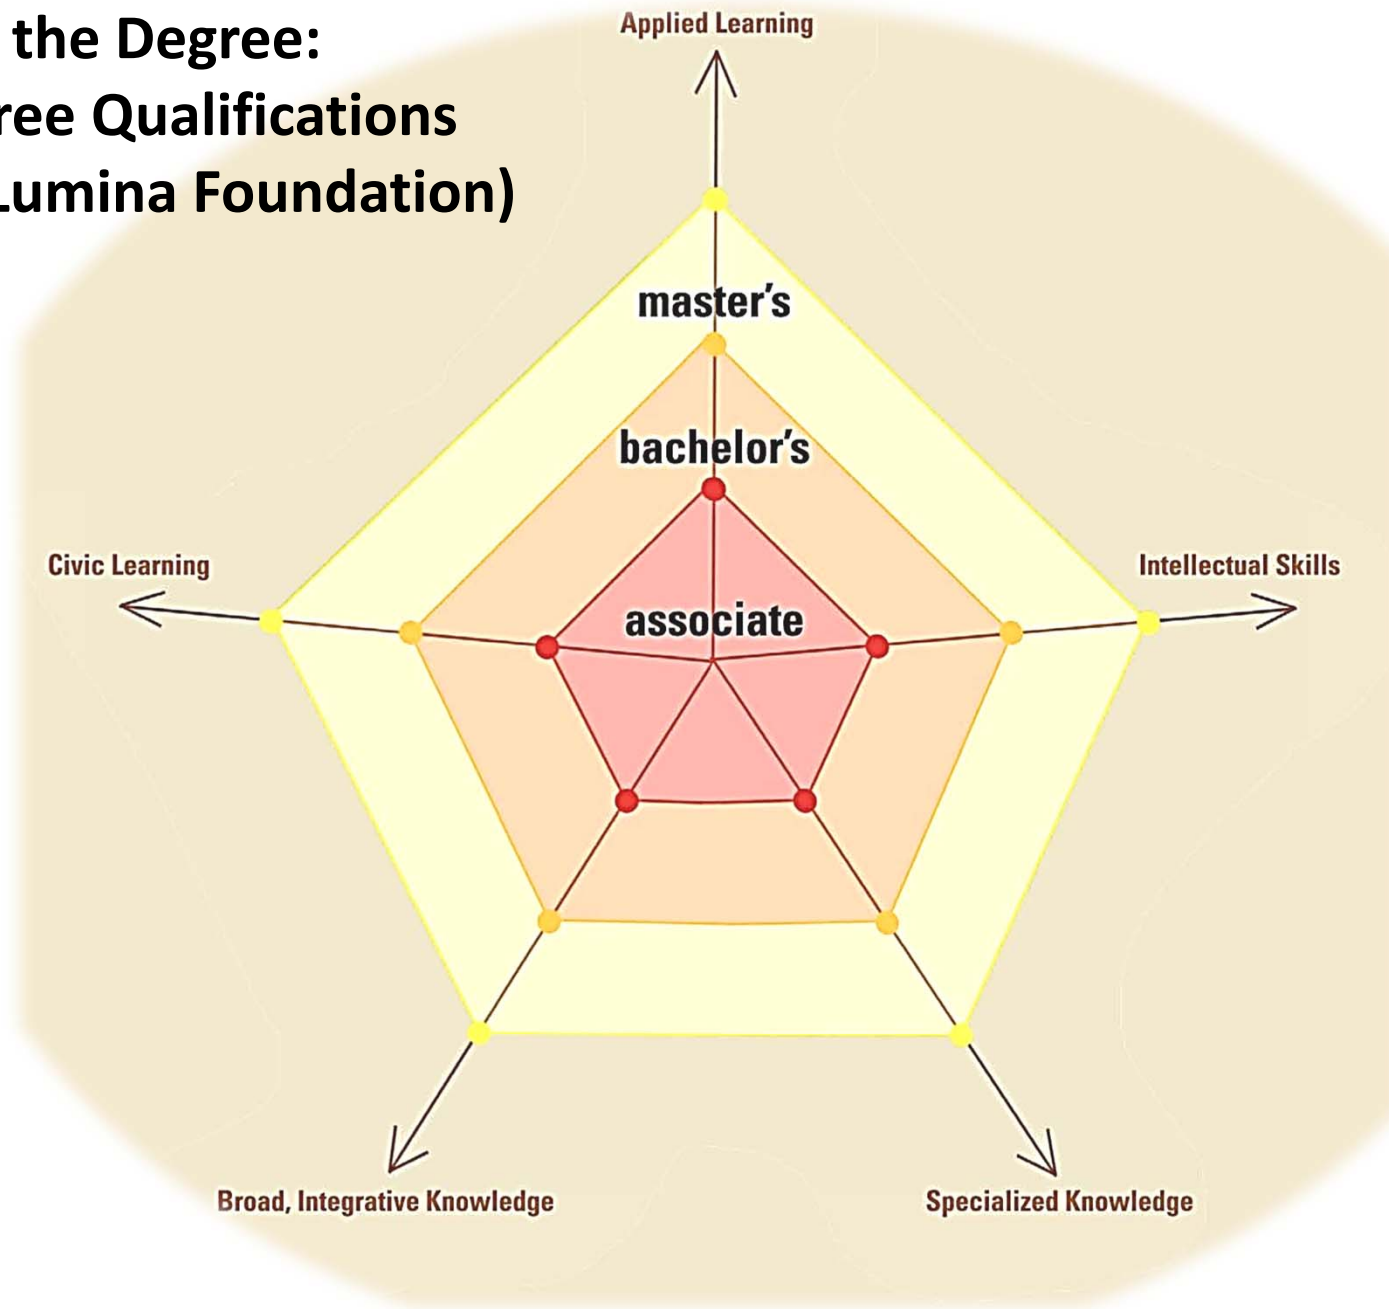 the Degree:
ree Qualifications
Lumina Foundation)
Applied Learning
master's
bachelor's
associate
Civic Learning
Intellectual Skills
Broad, Integrative Knowledge
Specialized Knowledge